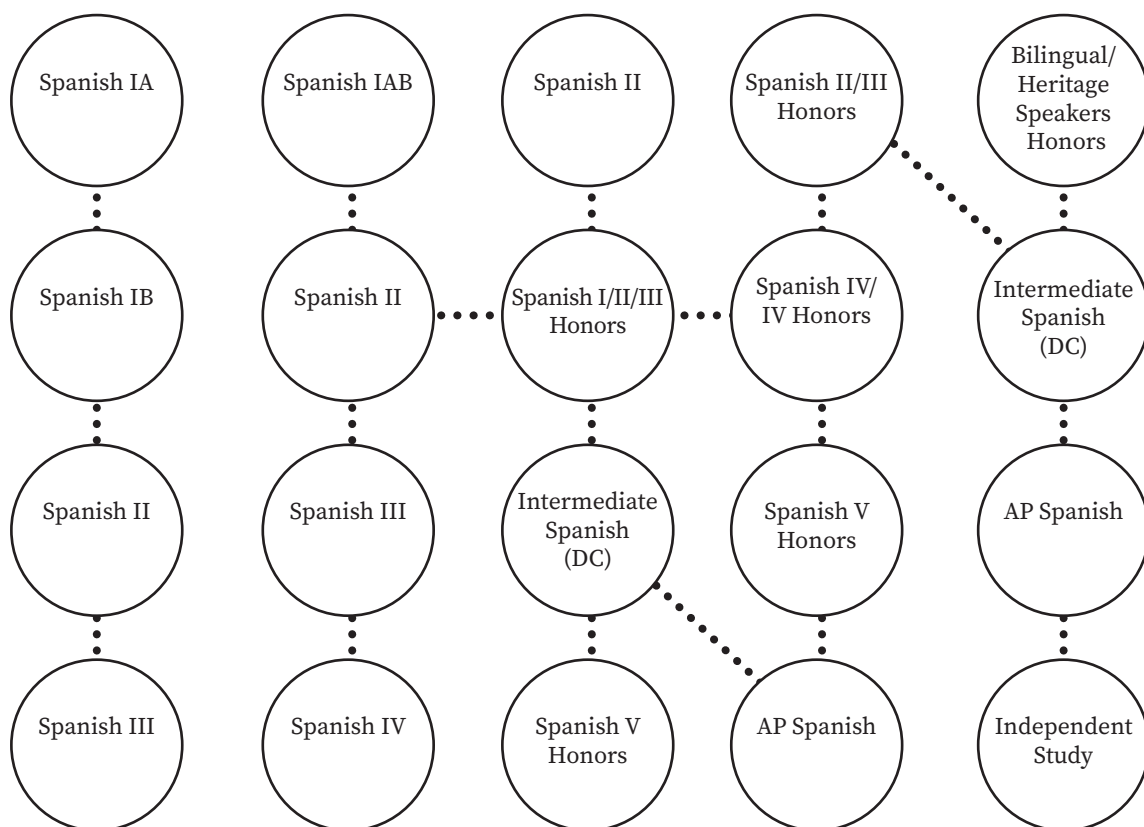 Spanish IA
Spanish IAB
Spanish II
Spanish II/III
Honors
Bilingual/
Heritage
Speakers
Honors
Spanish IB
Spanish II
Spanish I/II/III
Honors
Spanish IV/
IV Honors
Intermediate
Spanish
(DC)
Spanish II
Spanish III
Intermediate
Spanish
(DC)
Spanish V
Honors
AP Spanish
Spanish III
Spanish IV
Spanish V
Honors
AP Spanish
Independent
Study